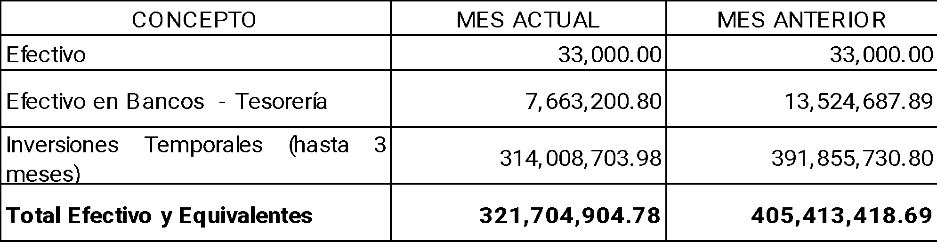 CONCEPTO MES ACTUAL MES ANTERIOR
Efectivo 33,000.00 33,000.00
Efectivo en Bancos - Tesorería 7,663,200.80 13,524,687.89
Inversiones Temporales (hasta 3
meses) 314,008,703.98 391,855,730.80
Total Efectivo y Equivalentes 321,704,904.78 405,413,418.69